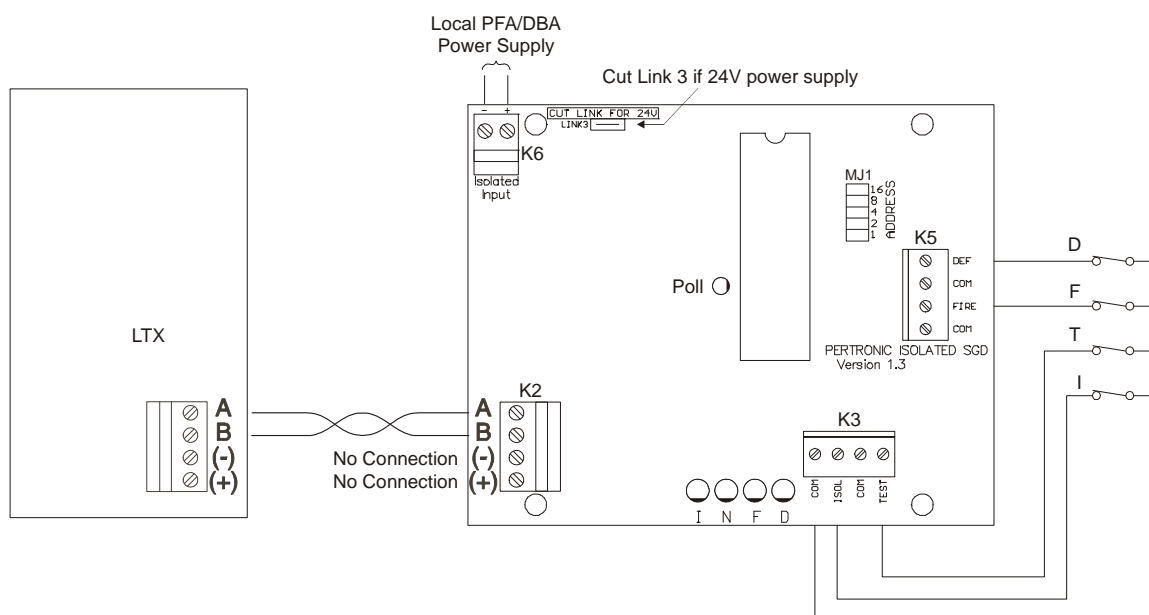 Local PFA/DBA
Power Supply
Cut Link 3 if 24V power supply
- +
CUT LINK FOR 24V
LINK3
K6
Isolated
Input
MJ1
16
8
4
2
1
ADDRESS
K5
DEF
COM
FIRE
COM
D
F
T
I
Poll
PERTRONIC ISOLATED SGD
Version 1.3
LTX
A
B
(-)
(+)
No Connection
No Connection
K2
A
B
(-)
(+)
K3
COM
ISOL
COM
TEST
I N F D